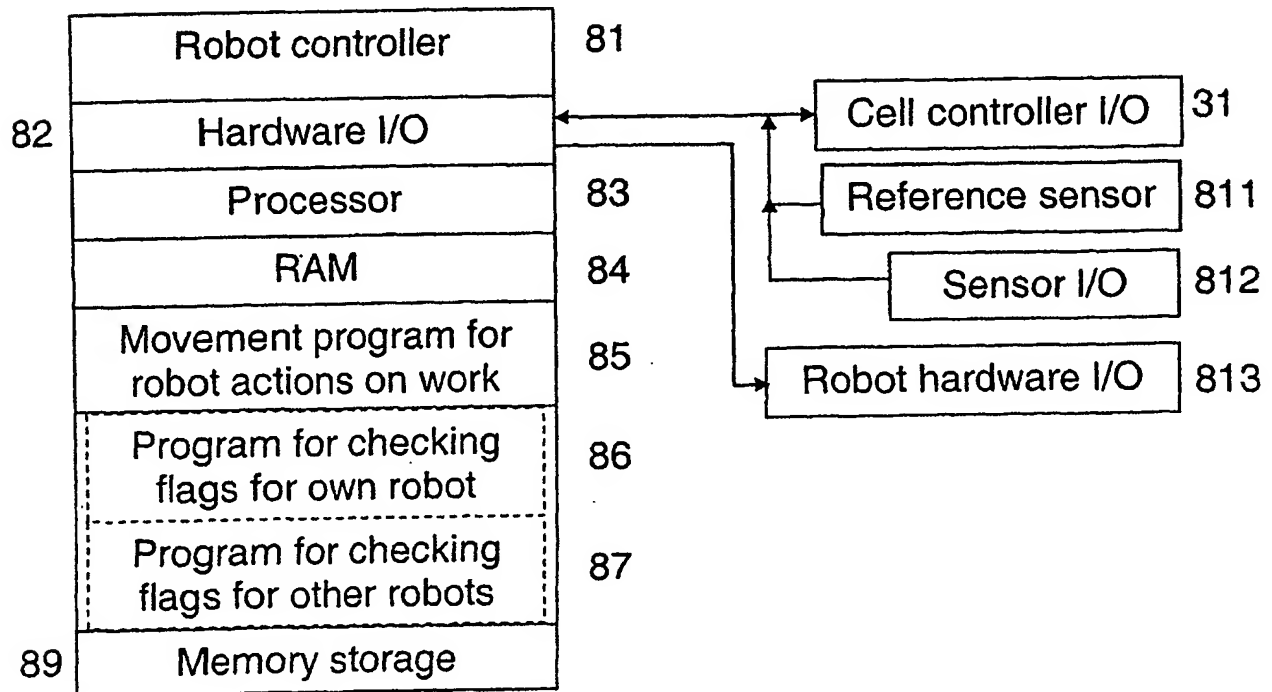 Robot controller 81
82 Hardware I/O
Processor 83
RAM 84
Movement program for
robot actions on work 85
Program for checking
flags for own robot 86
Program for checking
flags for other robots 87
89 Memory storage
Cell controller I/O 31
Reference sensor 811
Sensor I/O 812
Robot hardware I/O 813